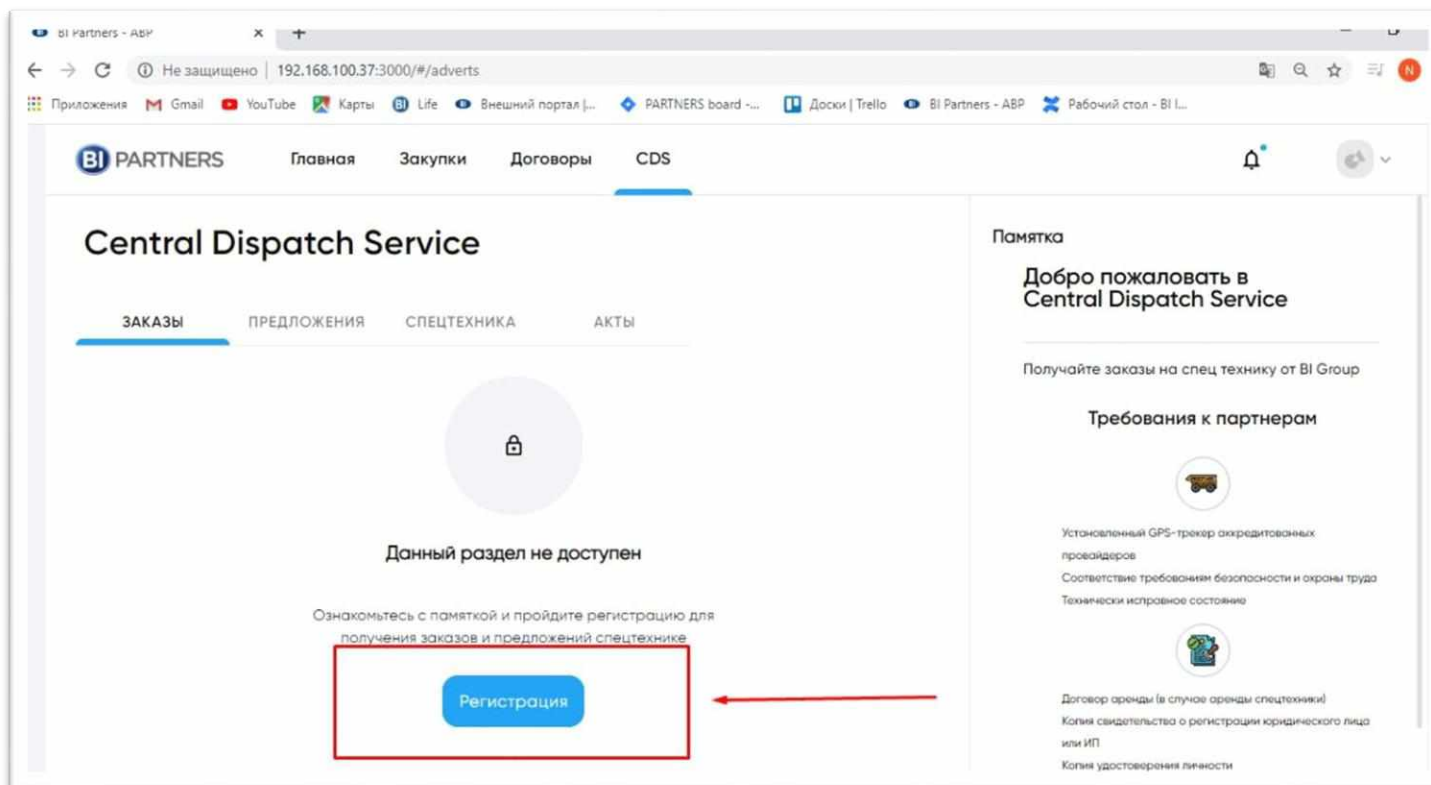 BI Partners - ABP
Не защищено | 192.168.100.37:3000/#/adverts
Приложения Gmail YouTube Карты Life Внешний портал |... PARTNERS board -... Доски | Trello BI Partners - ABP Рабочий стол - BI I...
BI PARTNERS Главная Закупки Договоры CDS
Central Dispatch Service
ЗАКАЗЫ ПРЕДЛОЖЕНИЯ СПЕЦТЕХНИКА АКТЫ
Данный раздел не доступен
Ознакомьтесь с памяткой и пройдите регистрацию для
получения заказов и предложений спецтехнике
Регистрация
Памятка
Добро пожаловать в
Central Dispatch Service
Получайте заказы на спец технику от BI Group
Требования к партнерам
Установленный GPS-трекер аккредитованных
провайдеров
Соответствие требованиям безопасности и охраны труда
Технически исправное состояние
Договор аренды (в случае аренды спецтехники)
Копия свидетельства о регистрации юридического лица
или ИП
Копия удостоверения личности